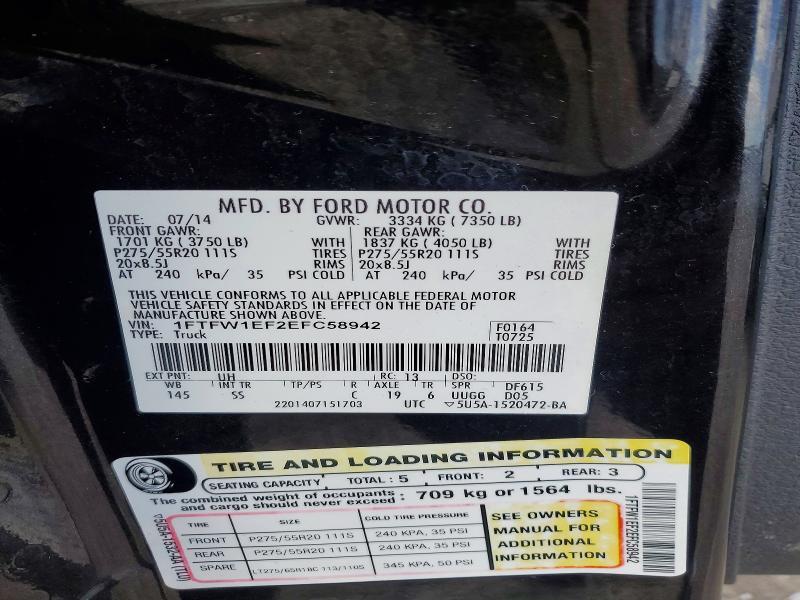 MFD. BY FORD MOTOR CO.
DATE: 07/14 GVWR: 3334 KG ( 7350 LB)
FRONT GAWR: REAR GAWR:
1701 KG ( 3750 LB) WITH 1837 KG ( 4050 LB) WITH
P275/55R20 111S TIRES P275/55R20 111S TIRES
20x8.5J RIMS 20x8.5J RIMS
AT 240 kPa/ 35 PSI COLD AT 240 kPa/ 35 PSI COLD
THIS VEHICLE CONFORMS TO ALL APPLICABLE FEDERAL MOTOR
VEHICLE SAFETY STANDARDS IN EFFECT ON THE DATE OF
MANUFACTURE SHOWN ABOVE.
VIN: 1FTFW1EF2EFC58942 F0164
TYPE: Truck T0725
EXT PNT: UH RC: 13 DSO:
WB INT TR TP/PS R AXLE TR SPR DF615
145 SS C 19 6 UUGG D05
2201407151703 UTC ▽5U5A-1520472-BA
TIRE AND LOADING INFORMATION
SEATING CAPACITY TOTAL : 5 FRONT: 2 REAR: 3
The combined weight of occupants and cargo should never exceed : 709 kg or 1564 lbs.
TIRE SIZE COLD TIRE PRESSURE
FRONT P275/55R20 111S 240 KPA, 35 PSI
REAR P275/55R20 111S 240 KPA, 35 PSI
SPARE LT275/65R18C 113/110S 345 KPA, 50 PSI
SEE OWNERS
MANUAL FOR
ADDITIONAL
INFORMATION
1FTFW1EF2EFC58942